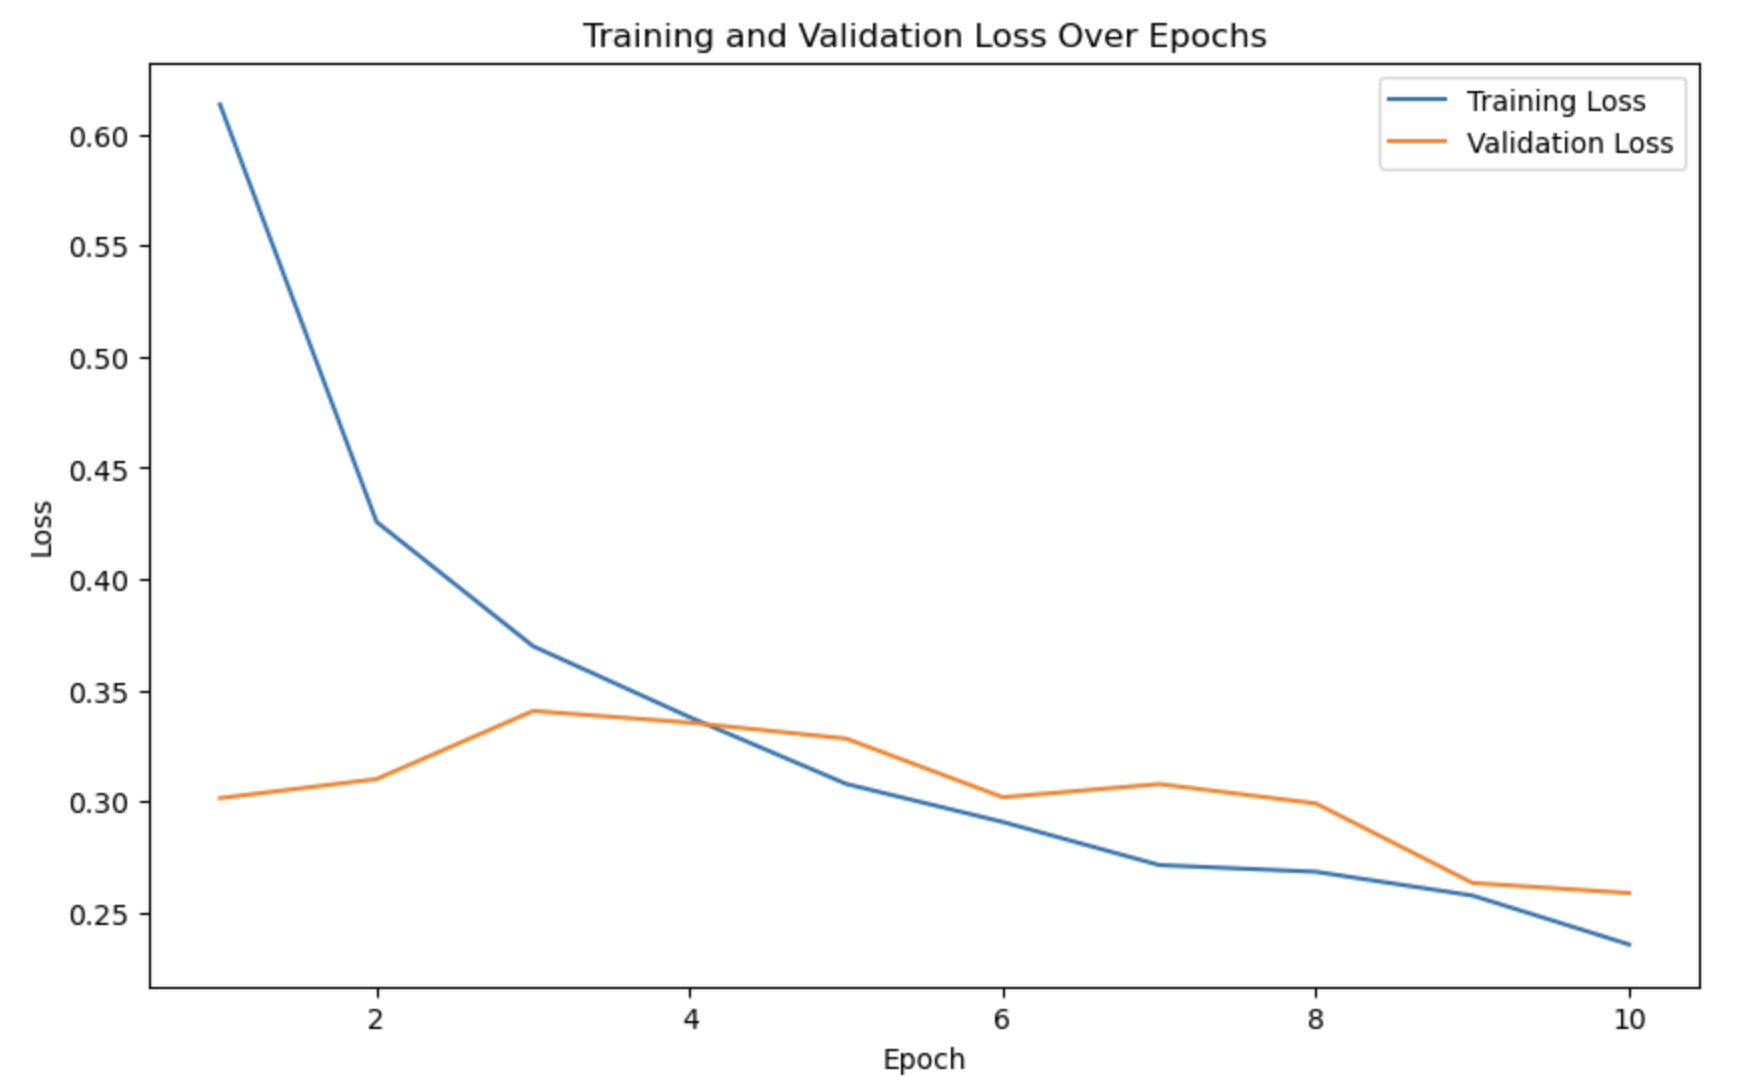 Training and Validation Loss Over Epochs
Training Loss
Validation Loss
0.60
0.55
0.50
0.45
0.40
0.35
0.30
0.25
Loss
2 4 6 8 10
Epoch